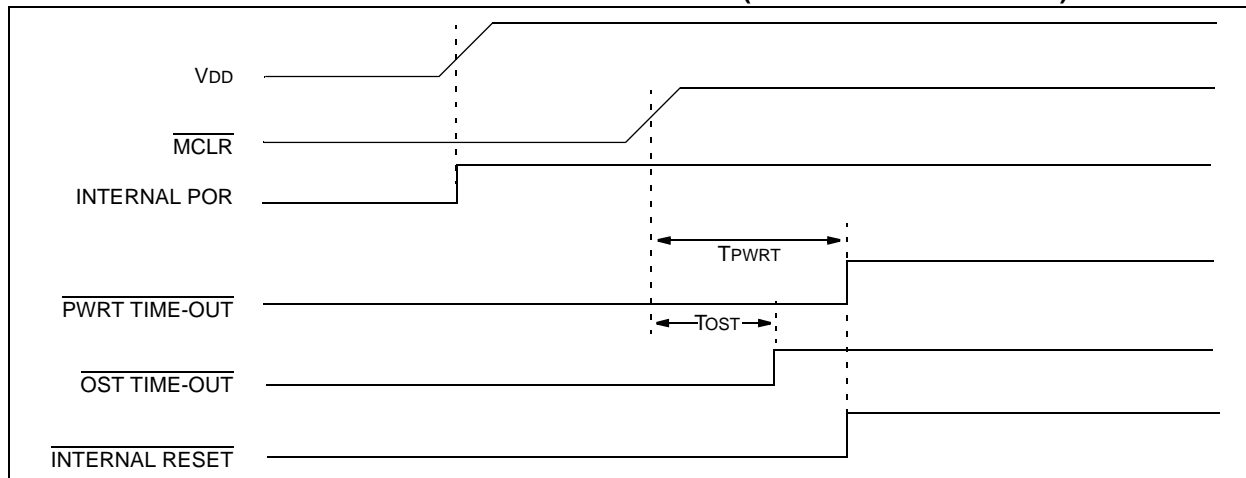 VDD
MCLR
INTERNAL POR
TPWRT
PWRT TIME-OUT
TOST
OST TIME-OUT
INTERNAL RESET